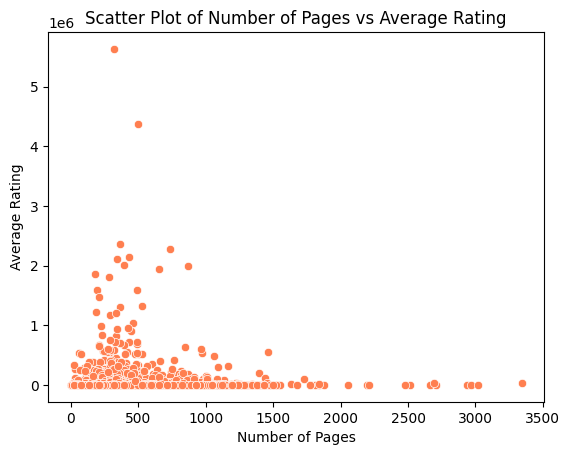 Scatter Plot of Number of Pages vs Average Rating
1e6
5
4
3
2
1
0
Average Rating
0 500 1000 1500 2000 2500 3000 3500
Number of Pages